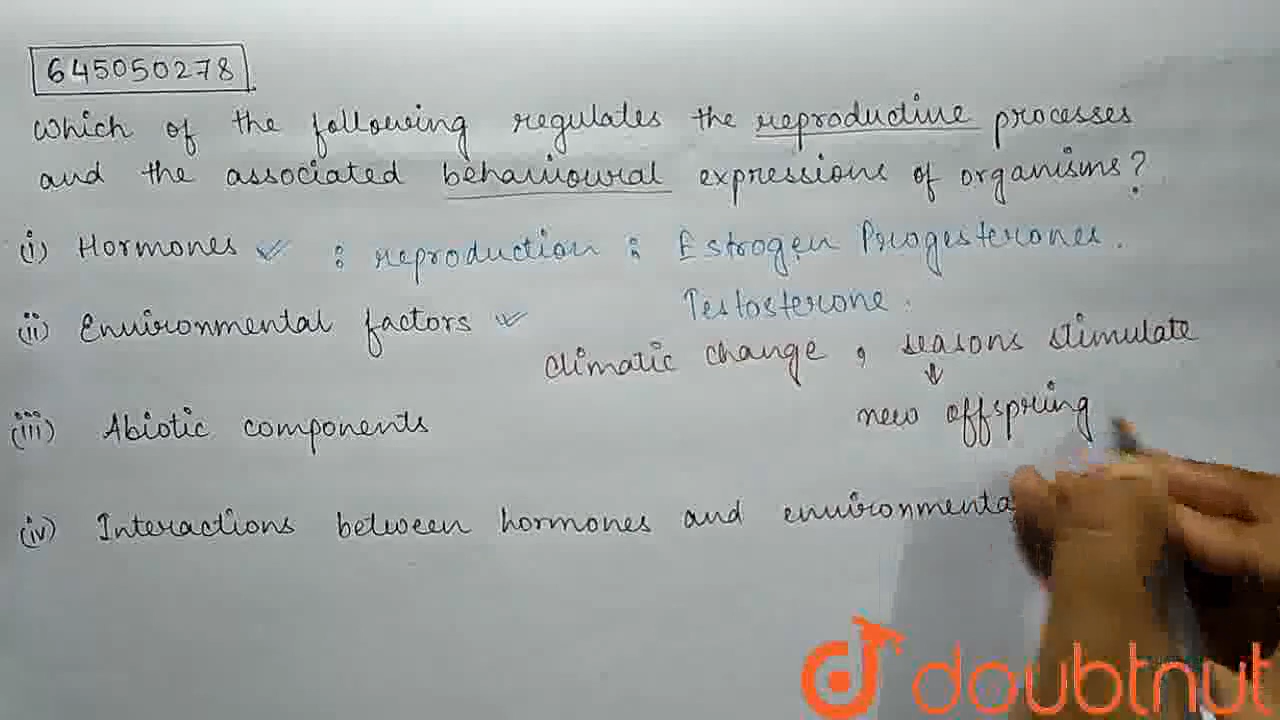 645050278
Which of the following regulates the reproductive processes
and the associated behavioural expressions of organisms?
(i) Hormones ✓ : reproduction : Estrogen, Progesterones.
Testosterone.
(ii) Environmental factors ✓
Climatic change, seasons stimulate
↓
new offspring
(iii) Abiotic components
(iv) Interactions between hormones and environmenta
doubtnut